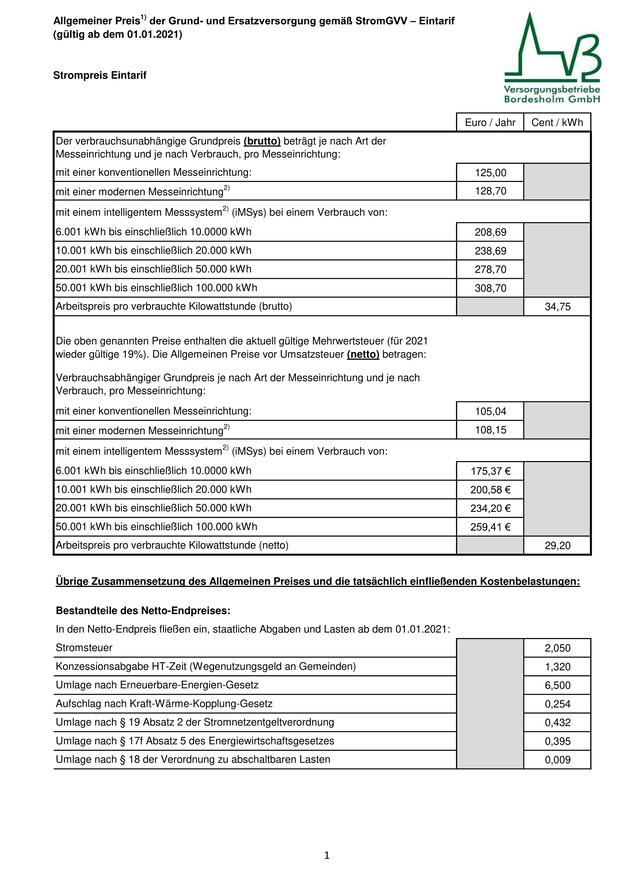 Allgemeiner Preis1) der Grund- und Ersatzversorgung gemäß StromGVV – Eintarif
(gültig ab dem 01.01.2021)
Strompreis Eintarif
VB
Versorgungsbetriebe
Bordesholm GmbH
Euro / Jahr Cent / kWh
Der verbrauchsunabhängige Grundpreis (brutto) beträgt je nach Art der
Messeinrichtung und je nach Verbrauch, pro Messeinrichtung:
mit einer konventionellen Messeinrichtung: 125,00
mit einer modernen Messeinrichtung2) 128,70
mit einem intelligentem Messsystem2) (iMSys) bei einem Verbrauch von:
6.001 kWh bis einschließlich 10.0000 kWh 208,69
10.001 kWh bis einschließlich 20.000 kWh 238,69
20.001 kWh bis einschließlich 50.000 kWh 278,70
50.001 kWh bis einschließlich 100.000 kWh 308,70
Arbeitspreis pro verbrauchte Kilowattstunde (brutto) 34,75
Die oben genannten Preise enthalten die aktuell gültige Mehrwertsteuer (für 2021
wieder gültige 19%). Die Allgemeinen Preise vor Umsatzsteuer (netto) betragen:
Verbrauchsabhängiger Grundpreis je nach Art der Messeinrichtung und je nach
Verbrauch, pro Messeinrichtung:
mit einer konventionellen Messeinrichtung: 105,04
mit einer modernen Messeinrichtung2) 108,15
mit einem intelligentem Messsystem2) (iMSys) bei einem Verbrauch von:
6.001 kWh bis einschließlich 10.0000 kWh 175,37 €
10.001 kWh bis einschließlich 20.000 kWh 200,58 €
20.001 kWh bis einschließlich 50.000 kWh 234,20 €
50.001 kWh bis einschließlich 100.000 kWh 259,41 €
Arbeitspreis pro verbrauchte Kilowattstunde (netto) 29,20
Übrige Zusammensetzung des Allgemeinen Preises und die tatsächlich einfließenden Kostenbelastungen:
Bestandteile des Netto-Endpreises:
In den Netto-Endpreis fließen ein, staatliche Abgaben und Lasten ab dem 01.01.2021:
Stromsteuer 2,050
Konzessionsabgabe HT-Zeit (Wegenutzungsgeld an Gemeinden) 1,320
Umlage nach Erneuerbare-Energien-Gesetz 6,500
Aufschlag nach Kraft-Wärme-Kopplung-Gesetz 0,254
Umlage nach § 19 Absatz 2 der Stromnetzentgeltverordnung 0,432
Umlage nach § 17f Absatz 5 des Energiewirtschaftsgesetzes 0,395
Umlage nach § 18 der Verordnung zu abschaltbaren Lasten 0,009
1